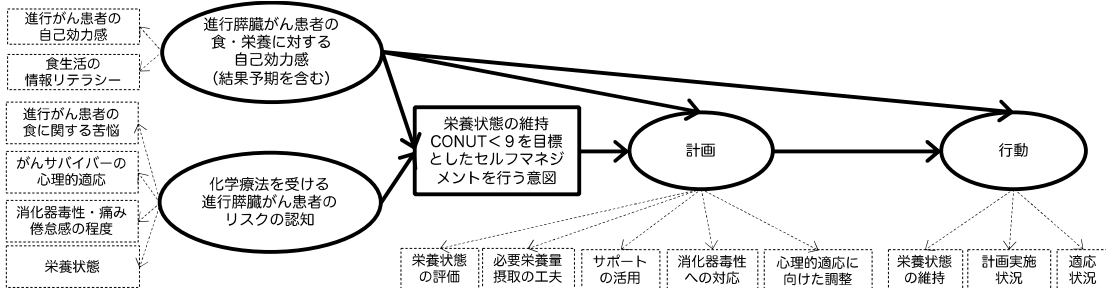 進行がん患者の
自己効力感
食生活の
情報リテラシー
進行がん患者の
食に関する苦悩
がんサバイバーの
心理的適応
消化器毒性・痛み
倦怠感の程度
栄養状態
進行膵臓がん患者の
食・栄養に対する
自己効力感
（結果予期を含む）
化学療法を受ける
進行膵臓がん患者の
リスクの認知
栄養状態の維持
CONUT＜９を目標
としたセルフマネジ
メントを行う意図
計画
行動
栄養状態
の評価
必要栄養量
摂取の工夫
サポート
の活用
消化器毒性
への対応
心理的適応に
向けた調整
栄養状態
の維持
計画実施
状況
適応
状況